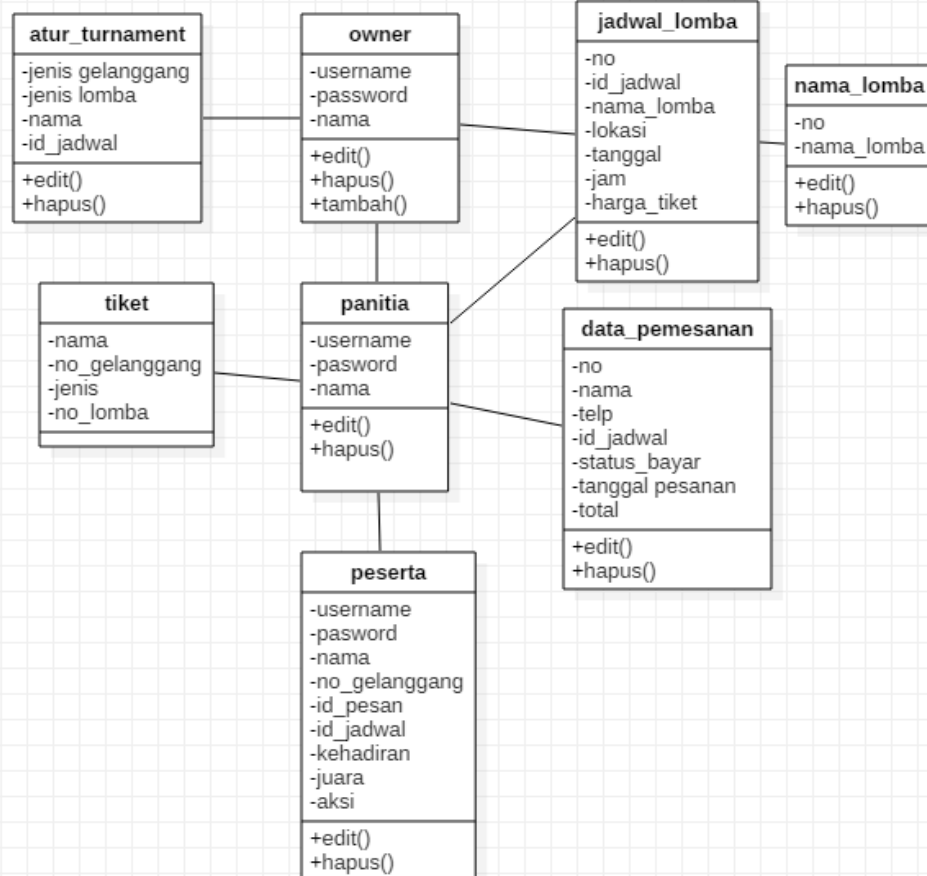 atur_turnament
-jenis gelanggang
-jenis lomba
-nama
-id_jadwal
+edit()
+hapus()
owner
-username
-password
-nama
+edit()
+hapus()
+tambah()
jadwal_lomba
-no
-id_jadwal
-nama_lomba
-lokasi
-tanggal
-jam
-harga_tiket
+edit()
+hapus()
nama_lomba
-no
-nama_lomba
+edit()
+hapus()
tiket
-nama
-no_gelanggang
-jenis
-no_lomba
panitia
-username
-pasword
-nama
+edit()
+hapus()
data_pemesanan
-no
-nama
-telp
-id_jadwal
-status_bayar
-tanggal pesanan
-total
+edit()
+hapus()
peserta
-username
-pasword
-nama
-no_gelanggang
-id_pesan
-id_jadwal
-kehadiran
-juara
-aksi
+edit()
+hapus()